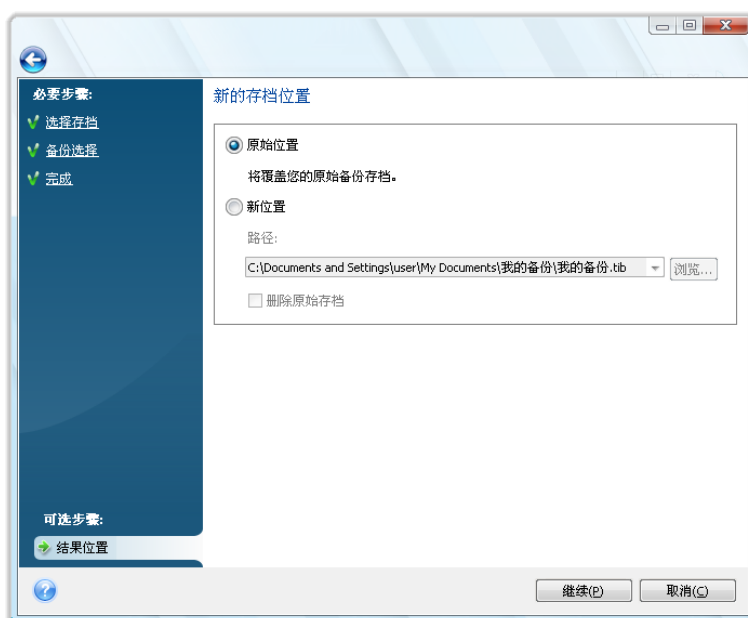 必要步骤:
选择存档
备份选择
完成
新的存档位置
原始位置
将覆盖您的原始备份存档。
新位置
路径:
C:\Documents and Settings\user\My Documents\我的备份\我的备份.tib
浏览...
删除原始存档
可选步骤:
结果位置
继续(P)
取消(C)